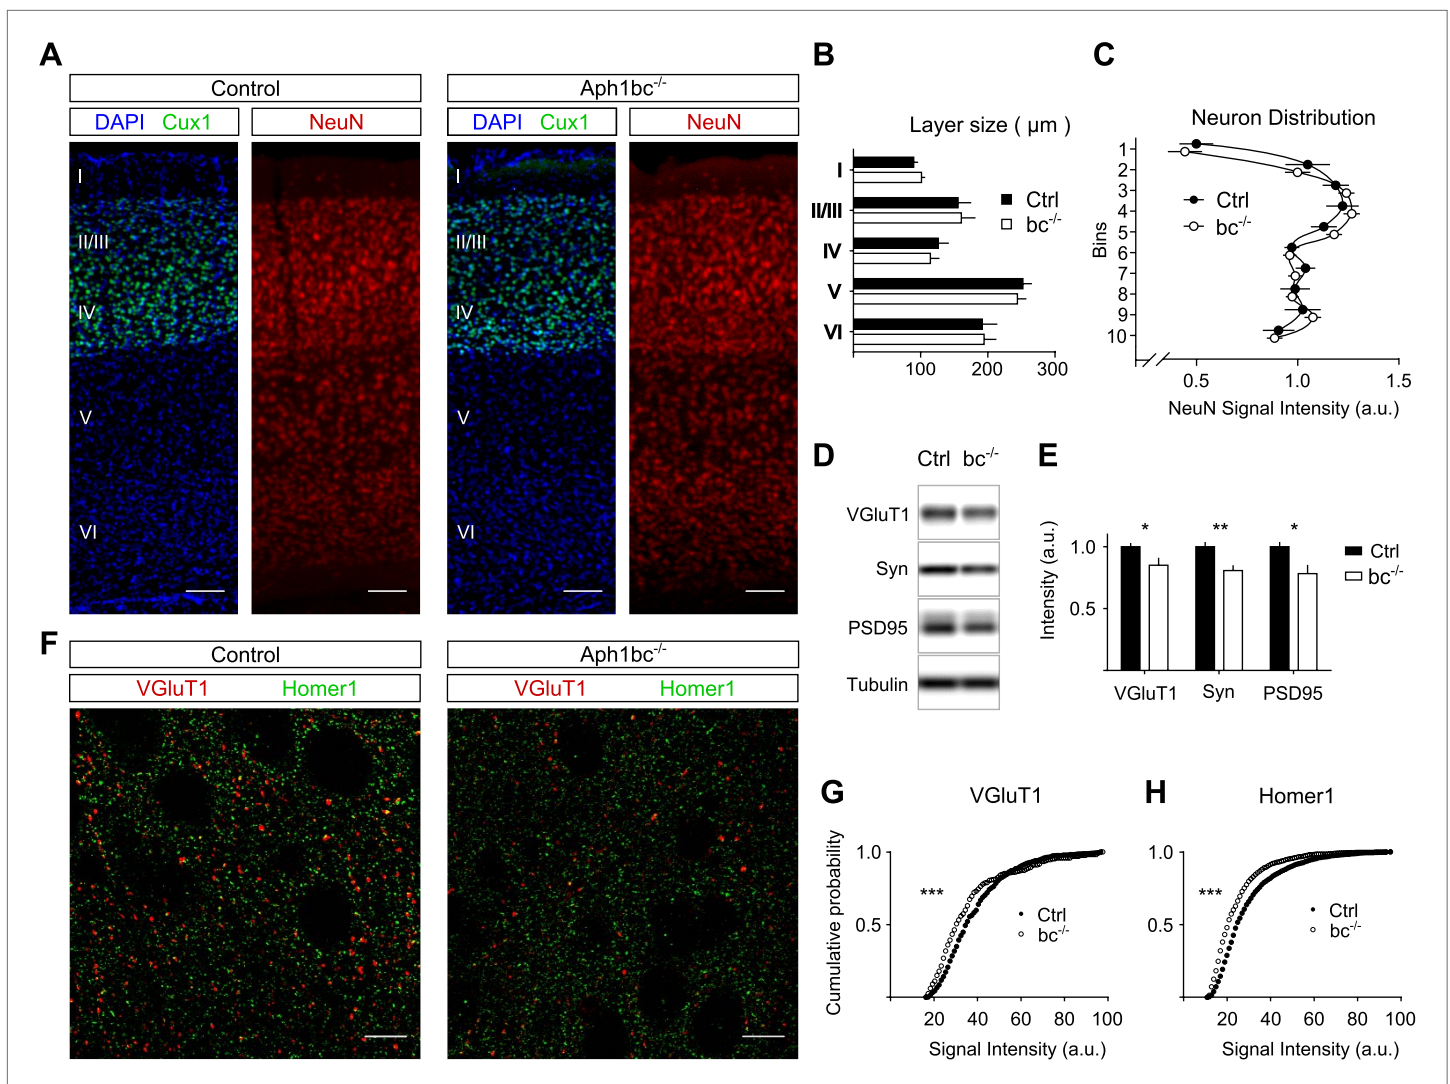 A
Control
Aph1bc-/-
DAPI Cux1
NeuN
DAPI Cux1
NeuN
I
II/III
IV
V
VI
I
II/III
IV
V
VI
B
Layer size ( µm )
I
II/III
IV
V
VI
Ctrl
bc-/-
100 200 300
C
Neuron Distribution
Bins
1
2
3
4
5
6
7
8
9
10
Ctrl
bc-/-
0.5 1.0 1.5
NeuN Signal Intensity (a.u.)
D
Ctrl bc-/-
VGluT1
Syn
PSD95
Tubulin
E
Intensity (a.u.)
1.0
0.5
* ** *
Ctrl
bc-/-
VGluT1 Syn PSD95
F
Control
Aph1bc-/-
VGluT1 Homer1
VGluT1 Homer1
G
VGluT1
Cumulative probability
1.0
0.5
***
Ctrl
bc-/-
20 40 60 80 100
Signal Intensity (a.u.)
H
Homer1
1.0
0.5
***
Ctrl
bc-/-
20 40 60 80 100
Signal Intensity (a.u.)